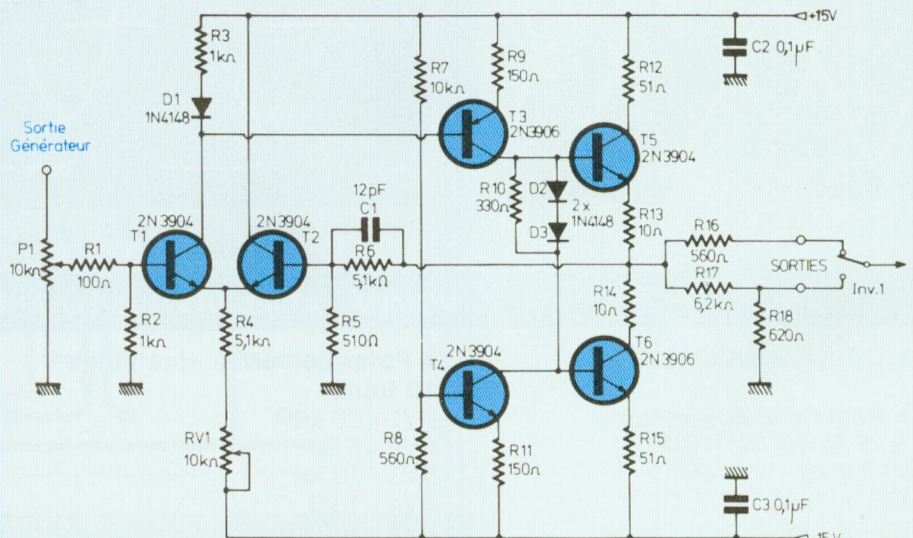 +15V
R3
1kΩ
D1
1N4148
R7
10kΩ
R9
150Ω
C2 0,1µF
R12
51Ω
T3
2N3906
T5
2N3904
Sortie
Générateur
P1
10kΩ
R1
100Ω
2N3904
T1
2N3904
T2
12pF
C1
R6
5,1kΩ
R10
330Ω
D2
2x
1N4148
D3
R13
10Ω
R16
560Ω
SORTIES
R17
6,2kΩ
Inv.1
R2
1kΩ
R4
5,1kΩ
R5
510Ω
R14
10Ω
R18
620Ω
2N3904
T4
T6
2N3906
RV1
10kΩ
R8
560Ω
R11
150Ω
R15
51Ω
C3 0,1µF
-15V